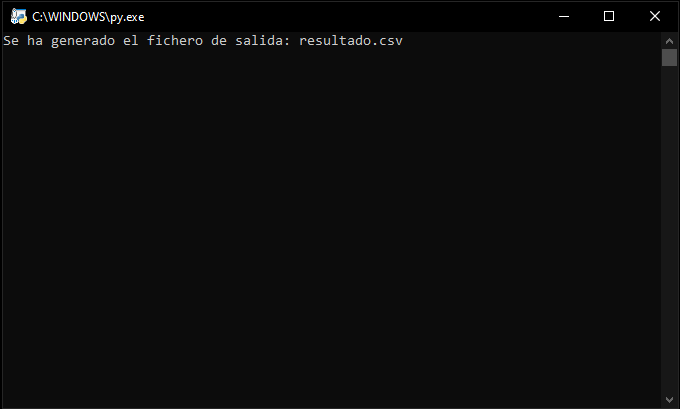 C:\WINDOWS\py.exe
Se ha generado el fichero de salida: resultado.csv